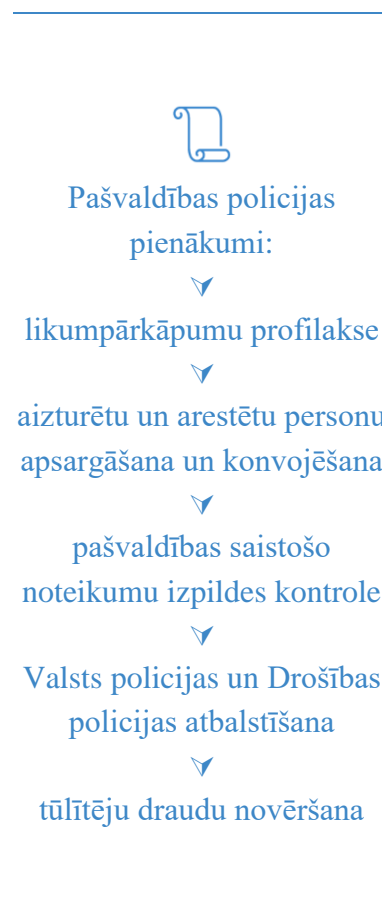 Pašvaldības policijas
pienākumi:
likumpārkāpumu profilakse
aizturētu un arestētu personu
apsargāšana un konvojēšana
pašvaldības saistošo
noteikumu izpildes kontrole
Valsts policijas un Drošības
policijas atbalstīšana
tūlītēju draudu novēršana